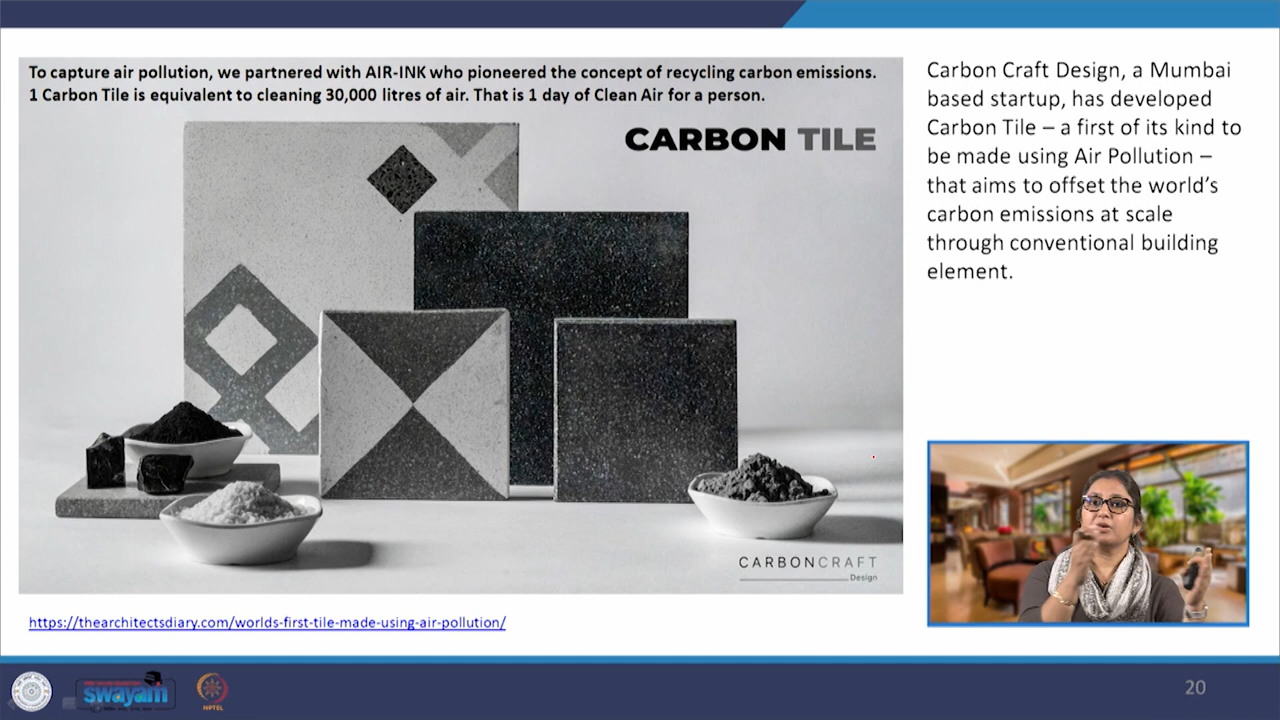 To capture air pollution, we partnered with AIR-INK who pioneered the concept of recycling carbon emissions.
1 Carbon Tile is equivalent to cleaning 30,000 litres of air. That is 1 day of Clean Air for a person.
CARBON TILE
CARBONCRAFT
Design
https://thearchitectsdiary.com/worlds-first-tile-made-using-air-pollution/
Carbon Craft Design, a Mumbai
based startup, has developed
Carbon Tile – a first of its kind to
be made using Air Pollution –
that aims to offset the world's
carbon emissions at scale
through conventional building
element.
swayam
NPTEL
20